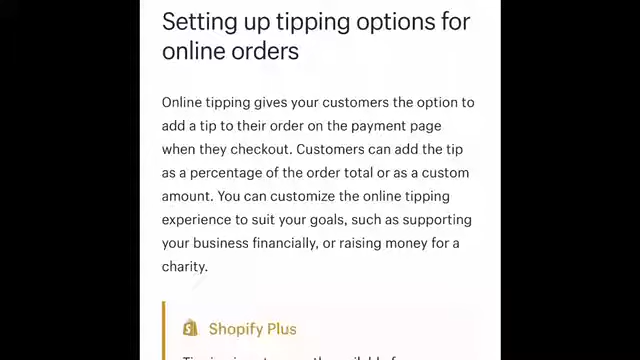 Setting up tipping options for
online orders
Online tipping gives your customers the option to
add a tip to their order on the payment page
when they checkout. Customers can add the tip
as a percentage of the order total or as a custom
amount. You can customize the online tipping
experience to suit your goals, such as supporting
your business financially, or raising money for a
charity.
Shopify Plus